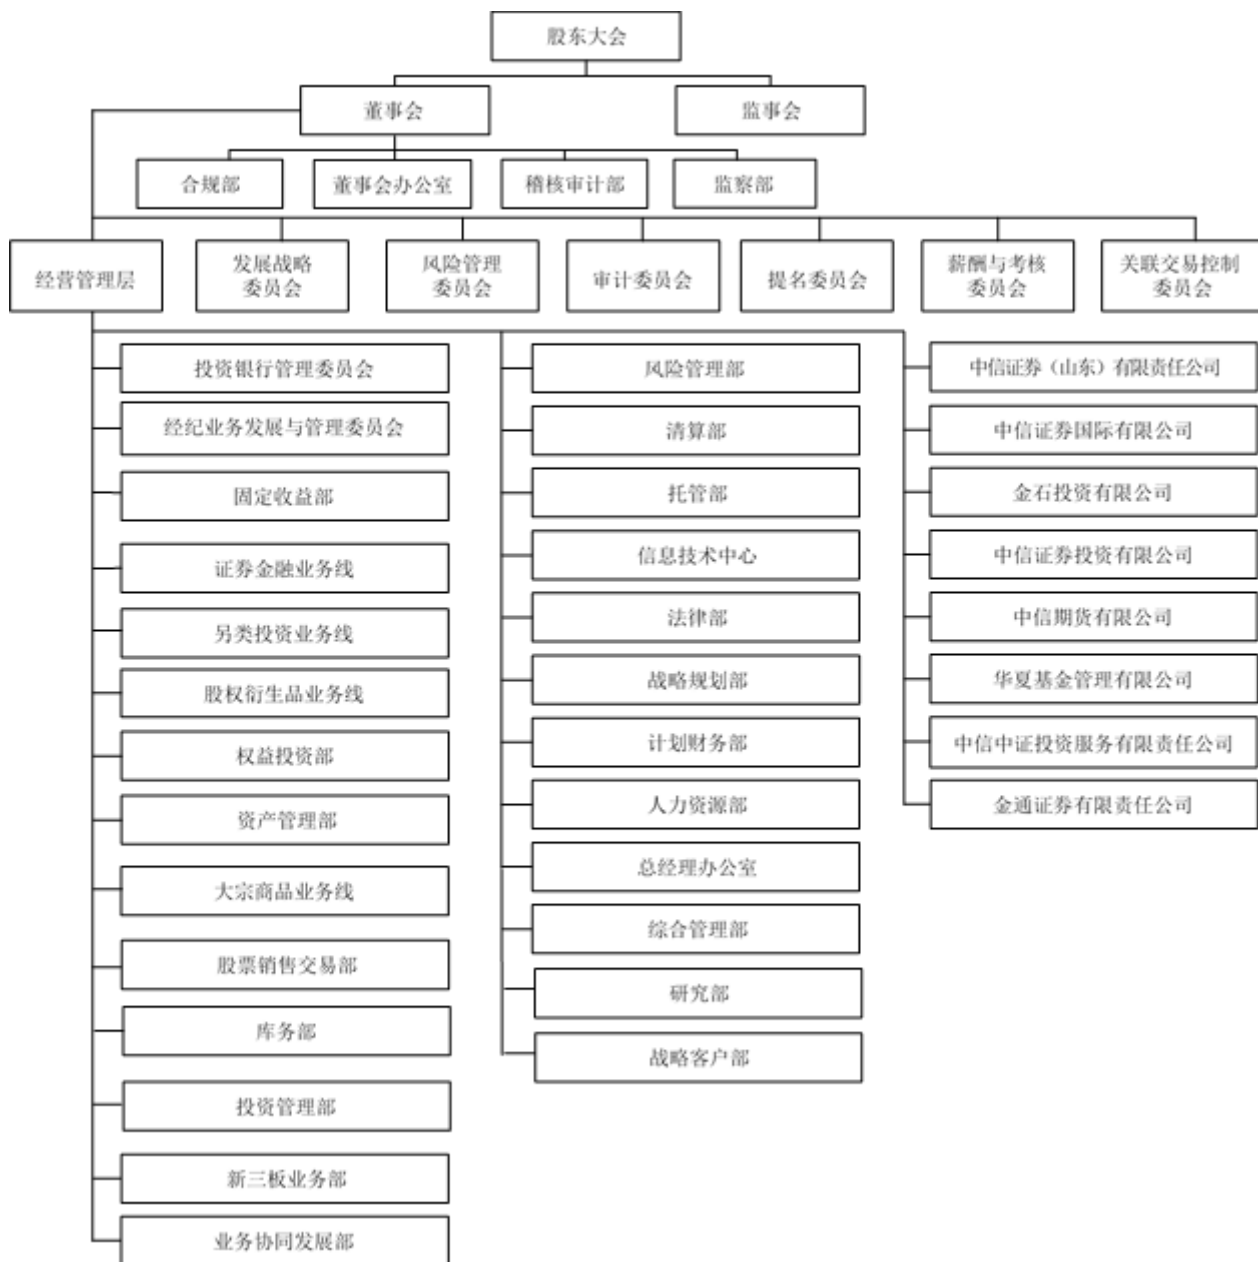 股东大会
董事会
监事会
合规部
董事会办公室
稽核审计部
监察部
经营管理层
发展战略
委员会
风险管理
委员会
审计委员会
提名委员会
薪酬与考核
委员会
关联交易控制
委员会
投资银行管理委员会
经纪业务发展与管理委员会
固定收益部
证券金融业务线
另类投资业务线
股权衍生品业务线
权益投资部
资产管理部
大宗商品业务线
股票销售交易部
库务部
投资管理部
新三板业务部
业务协同发展部
风险管理部
清算部
托管部
信息技术中心
法律部
战略规划部
计划财务部
人力资源部
总经理办公室
综合管理部
研究部
战略客户部
中信证券（山东）有限责任公司
中信证券国际有限公司
金石投资有限公司
中信证券投资有限公司
中信期货有限公司
华夏基金管理有限公司
中信中证投资服务有限责任公司
金通证券有限责任公司